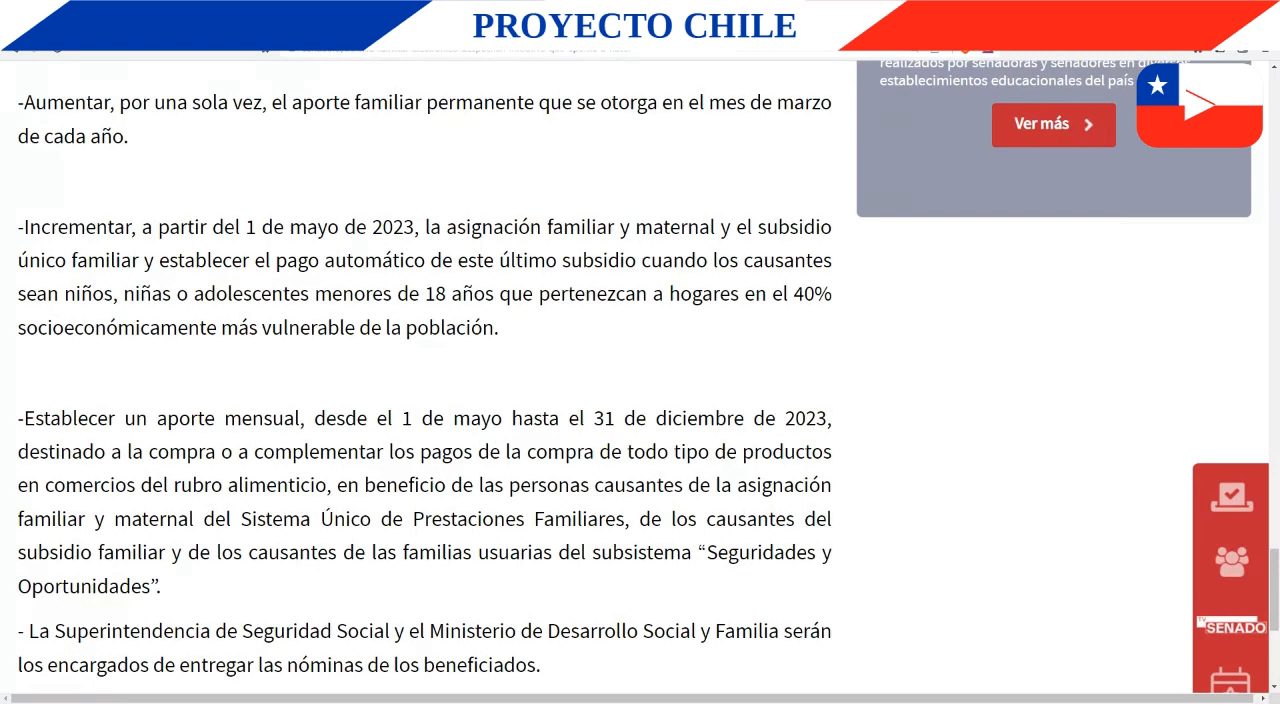 PROYECTO CHILE
realizados por senadoras y senadores en diversos
establecimientos educacionales del país
Ver más
-Aumentar, por una sola vez, el aporte familiar permanente que se otorga en el mes de marzo
de cada año.
-Incrementar, a partir del 1 de mayo de 2023, la asignación familiar y maternal y el subsidio
único familiar y establecer el pago automático de este último subsidio cuando los causantes
sean niños, niñas o adolescentes menores de 18 años que pertenezcan a hogares en el 40%
socioeconómicamente más vulnerable de la población.
-Establecer un aporte mensual, desde el 1 de mayo hasta el 31 de diciembre de 2023,
destinado a la compra o a complementar los pagos de la compra de todo tipo de productos
en comercios del rubro alimenticio, en beneficio de las personas causantes de la asignación
familiar y maternal del Sistema Único de Prestaciones Familiares, de los causantes del
subsidio familiar y de los causantes de las familias usuarias del subsistema “Seguridades y
Oportunidades”.
- La Superintendencia de Seguridad Social y el Ministerio de Desarrollo Social y Familia serán
los encargados de entregar las nóminas de los beneficiados.
TV
SENADO